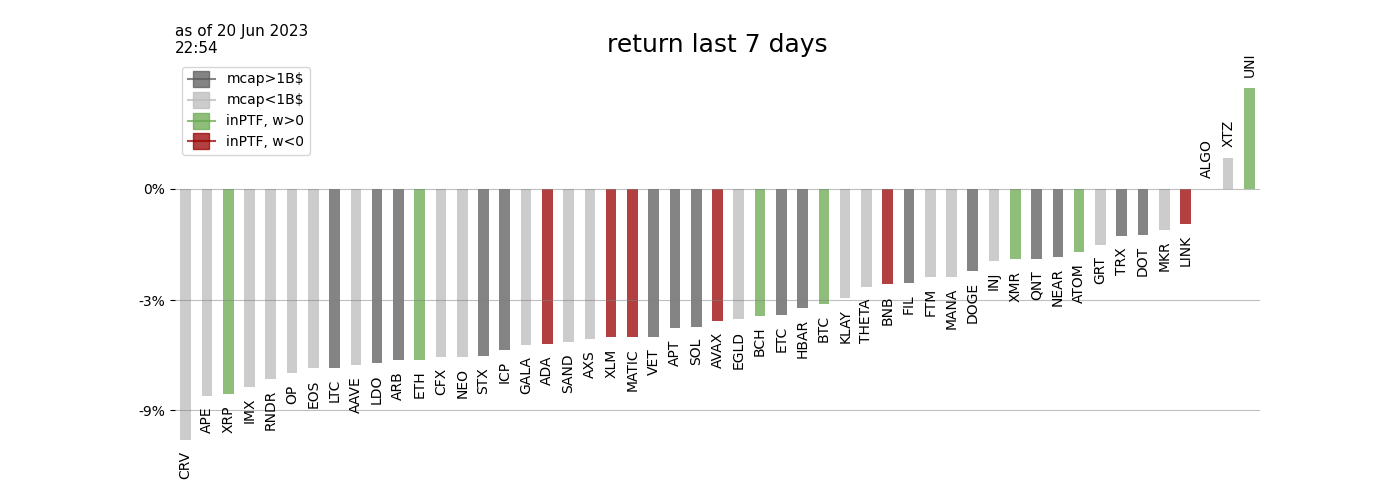 as of 20 Jun 2023
22:54
return last 7 days
mcap>1B$
mcap<1B$
inPTF, w>0
inPTF, w<0
0%
-3%
-9%
CRV
APE
XRP
IMX
RNDR
OP
EOS
LTC
AAVE
LDO
ARB
ETH
CFX
NEO
STX
ICP
GALA
ADA
SAND
AXS
XLM
MATIC
VET
APT
SOL
AVAX
EGLD
BCH
ETC
HBAR
BTC
KLAY
THETA
BNB
FIL
FTM
MANA
DOGE
INJ
XMR
QNT
NEAR
ATOM
GRT
TRX
DOT
MKR
LINK
ALGO
XTZ
UNI